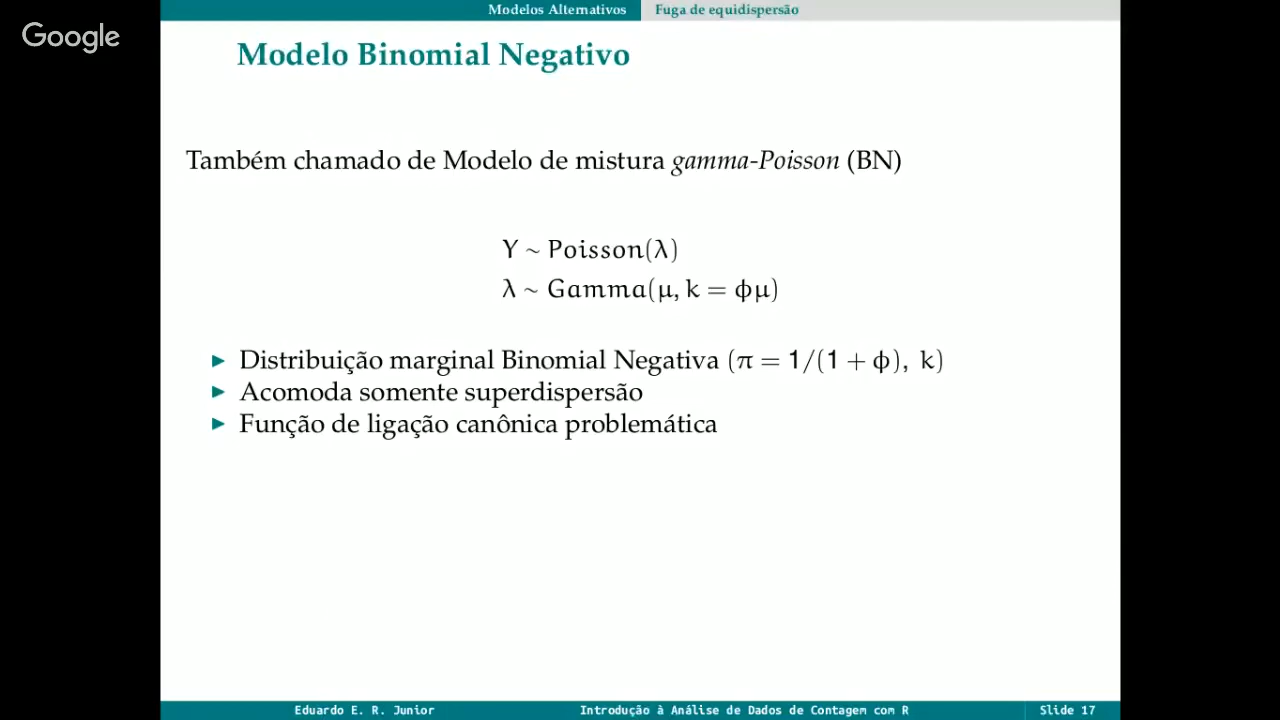 Modelos Alternativos Fuga de equidispersão
Google
Modelo Binomial Negativo
Também chamado de Modelo de mistura gamma-Poisson (BN)
Y ~ Poisson(λ)
λ ~ Gamma(μ, k = ϕμ)
▶ Distribuição marginal Binomial Negativa (π = 1/(1 + ϕ), k)
▶ Acomoda somente superdispersão
▶ Função de ligação canônica problemática
Eduardo E. R. Junior Introdução à Análise de Dados de Contagem com R Slide 17